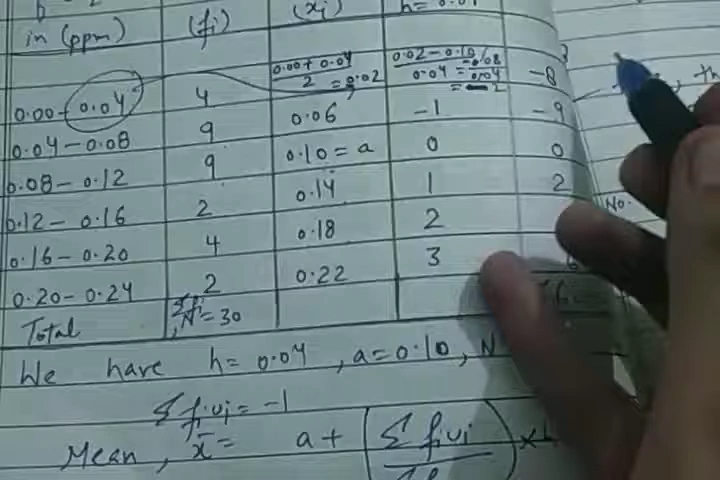 in (ppm) (fi) (xi) h= 0.0
0.00 - 0.04 4 0.00 + 0.04 / 2 = 0.02 0.02 - 0.10 / 0.04 = -0.08 / 0.04 = -2 -8
0.04 - 0.08 9 0.06 -1 -9
0.08 - 0.12 9 0.10 = a 0 0
0.12 - 0.16 2 0.14 1 2
0.16 - 0.20 4 0.18 2
0.20 - 0.24 2 0.22 3 6
Total Σfi, N = 30
No.
We have h = 0.04, a = 0.10, N
Σfiui = -1
Mean, x̄ = a + (Σfiui